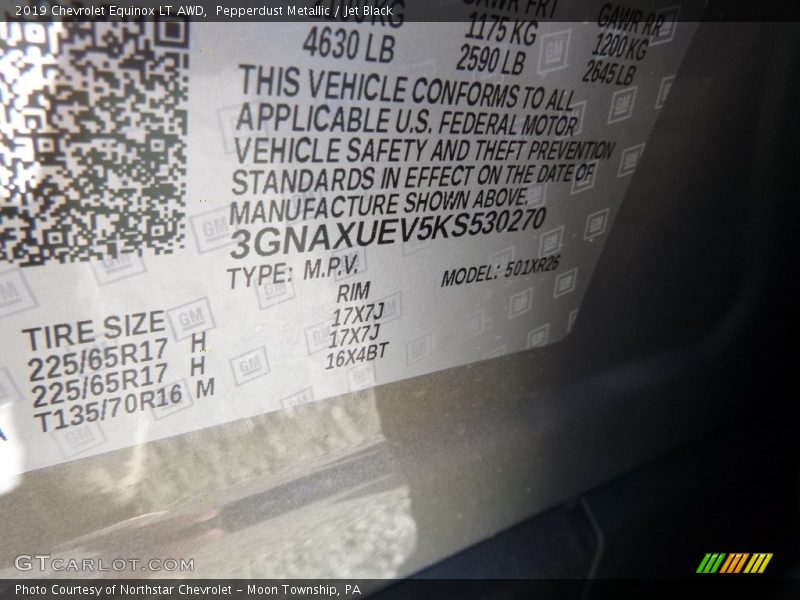 2019 Chevrolet Equinox LT AWD, Pepperdust Metallic / Jet Black
KG GAWR FRT GAWR RR
4630 LB 1175 KG 1200 KG
2590 LB 2645 LB
THIS VEHICLE CONFORMS TO ALL
APPLICABLE U.S. FEDERAL MOTOR
VEHICLE SAFETY AND THEFT PREVENTION
STANDARDS IN EFFECT ON THE DATE OF
MANUFACTURE SHOWN ABOVE.
3GNAXUEV5KS530270
TYPE: M.P.V. MODEL: 501XR26
TIRE SIZE RIM
225/65R17 H 17X7J
225/65R17 H 17X7J
T135/70R16 M 16X4BT
GTCARLOT.COM
Photo Courtesy of Northstar Chevrolet - Moon Township, PA